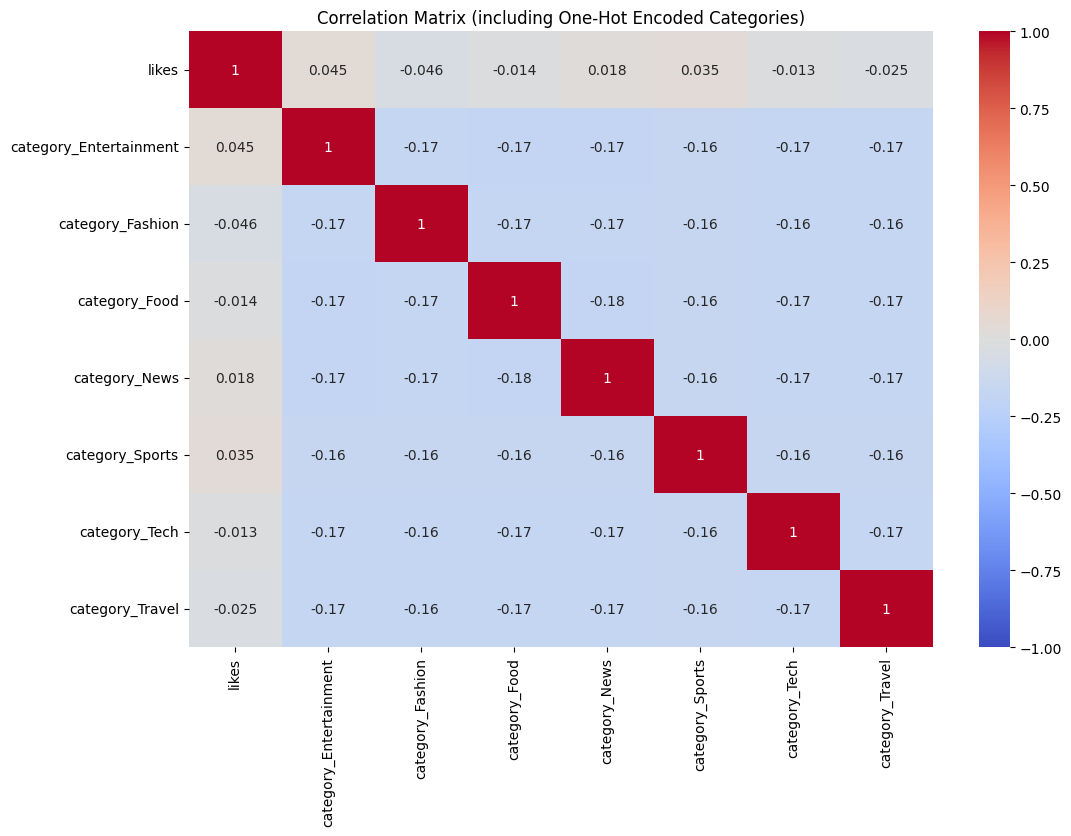 Correlation Matrix (including One-Hot Encoded Categories)
likes 1 0.045 -0.046 -0.014 0.018 0.035 -0.013 -0.025
category_Entertainment 0.045 1 -0.17 -0.17 -0.17 -0.16 -0.17 -0.17
category_Fashion -0.046 -0.17 1 -0.17 -0.17 -0.16 -0.16 -0.16
category_Food -0.014 -0.17 -0.17 1 -0.18 -0.16 -0.17 -0.17
category_News 0.018 -0.17 -0.17 -0.18 1 -0.16 -0.17 -0.17
category_Sports 0.035 -0.16 -0.16 -0.16 -0.16 1 -0.16 -0.16
category_Tech -0.013 -0.17 -0.16 -0.17 -0.17 -0.16 1 -0.17
category_Travel -0.025 -0.17 -0.16 -0.17 -0.17 -0.16 -0.17 1
likes
category_Entertainment
category_Fashion
category_Food
category_News
category_Sports
category_Tech
category_Travel
1.00
0.75
0.50
0.25
0.00
−0.25
−0.50
−0.75
−1.00